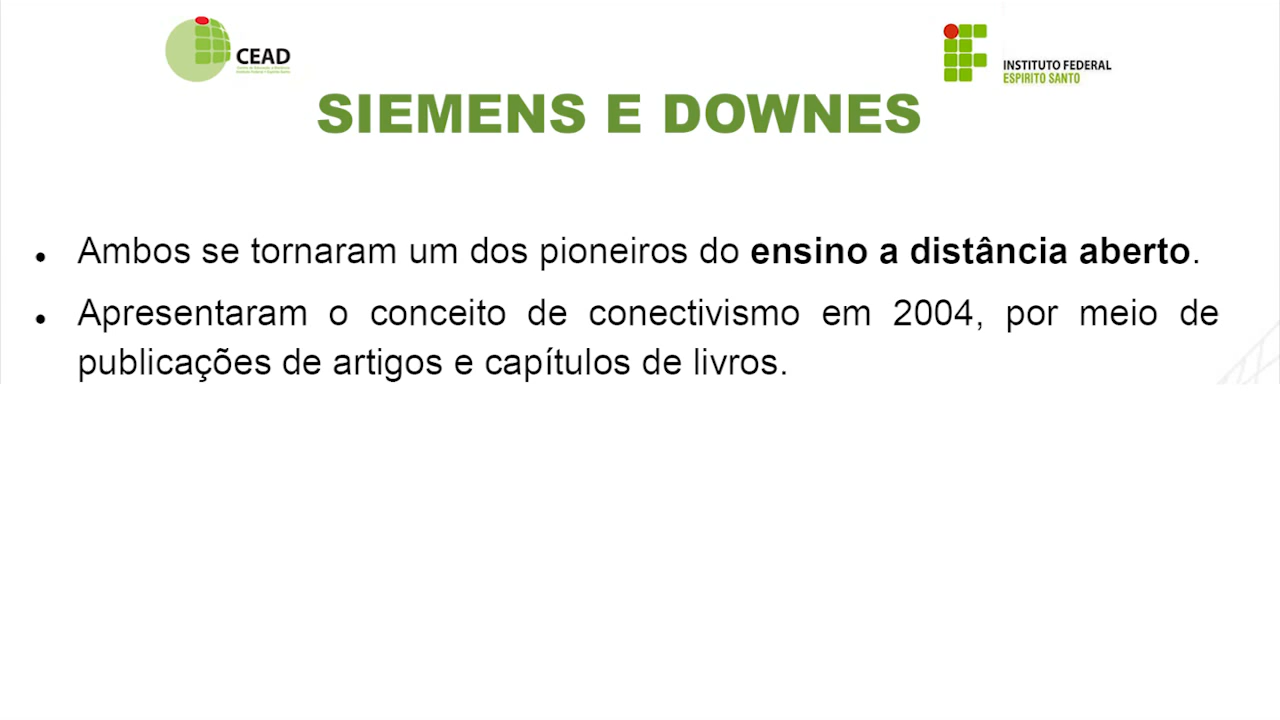 CEAD
INSTITUTO FEDERAL
ESPÍRITO SANTO
SIEMENS E DOWNES
Ambos se tornaram um dos pioneiros do ensino a distância aberto.
Apresentaram o conceito de conectivismo em 2004, por meio de
publicações de artigos e capítulos de livros.